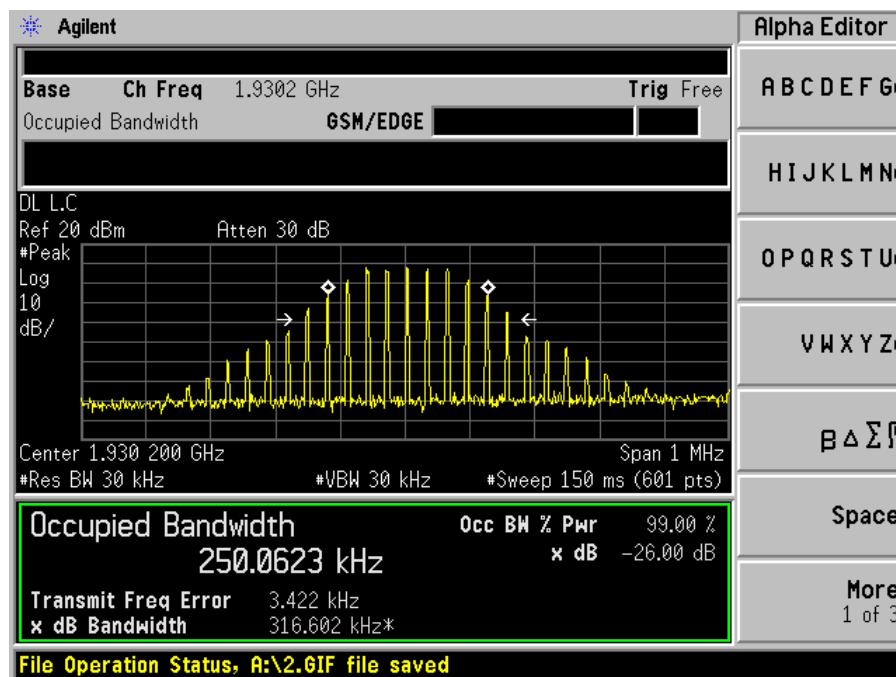 Agilent
Alpha Editor
Base Ch Freq 1.9302 GHz Trig Free
Occupied Bandwidth GSM/EDGE
DL L.C
Ref 20 dBm Atten 30 dB
#Peak
Log
10
dB/
Center 1.930 200 GHz Span 1 MHz
#Res BW 30 kHz #VBW 30 kHz #Sweep 150 ms (601 pts)
Occupied Bandwidth
250.0623 kHz
Occ BW % Pwr 99.00 %
x dB -26.00 dB
Transmit Freq Error 3.422 kHz
x dB Bandwidth 316.602 kHz*
File Operation Status, A:\2.GIF file saved
A B C D E F G
H I J K L M N
O P Q R S T U
V W X Y Z
β Δ Σ
Space
More
1 of 3